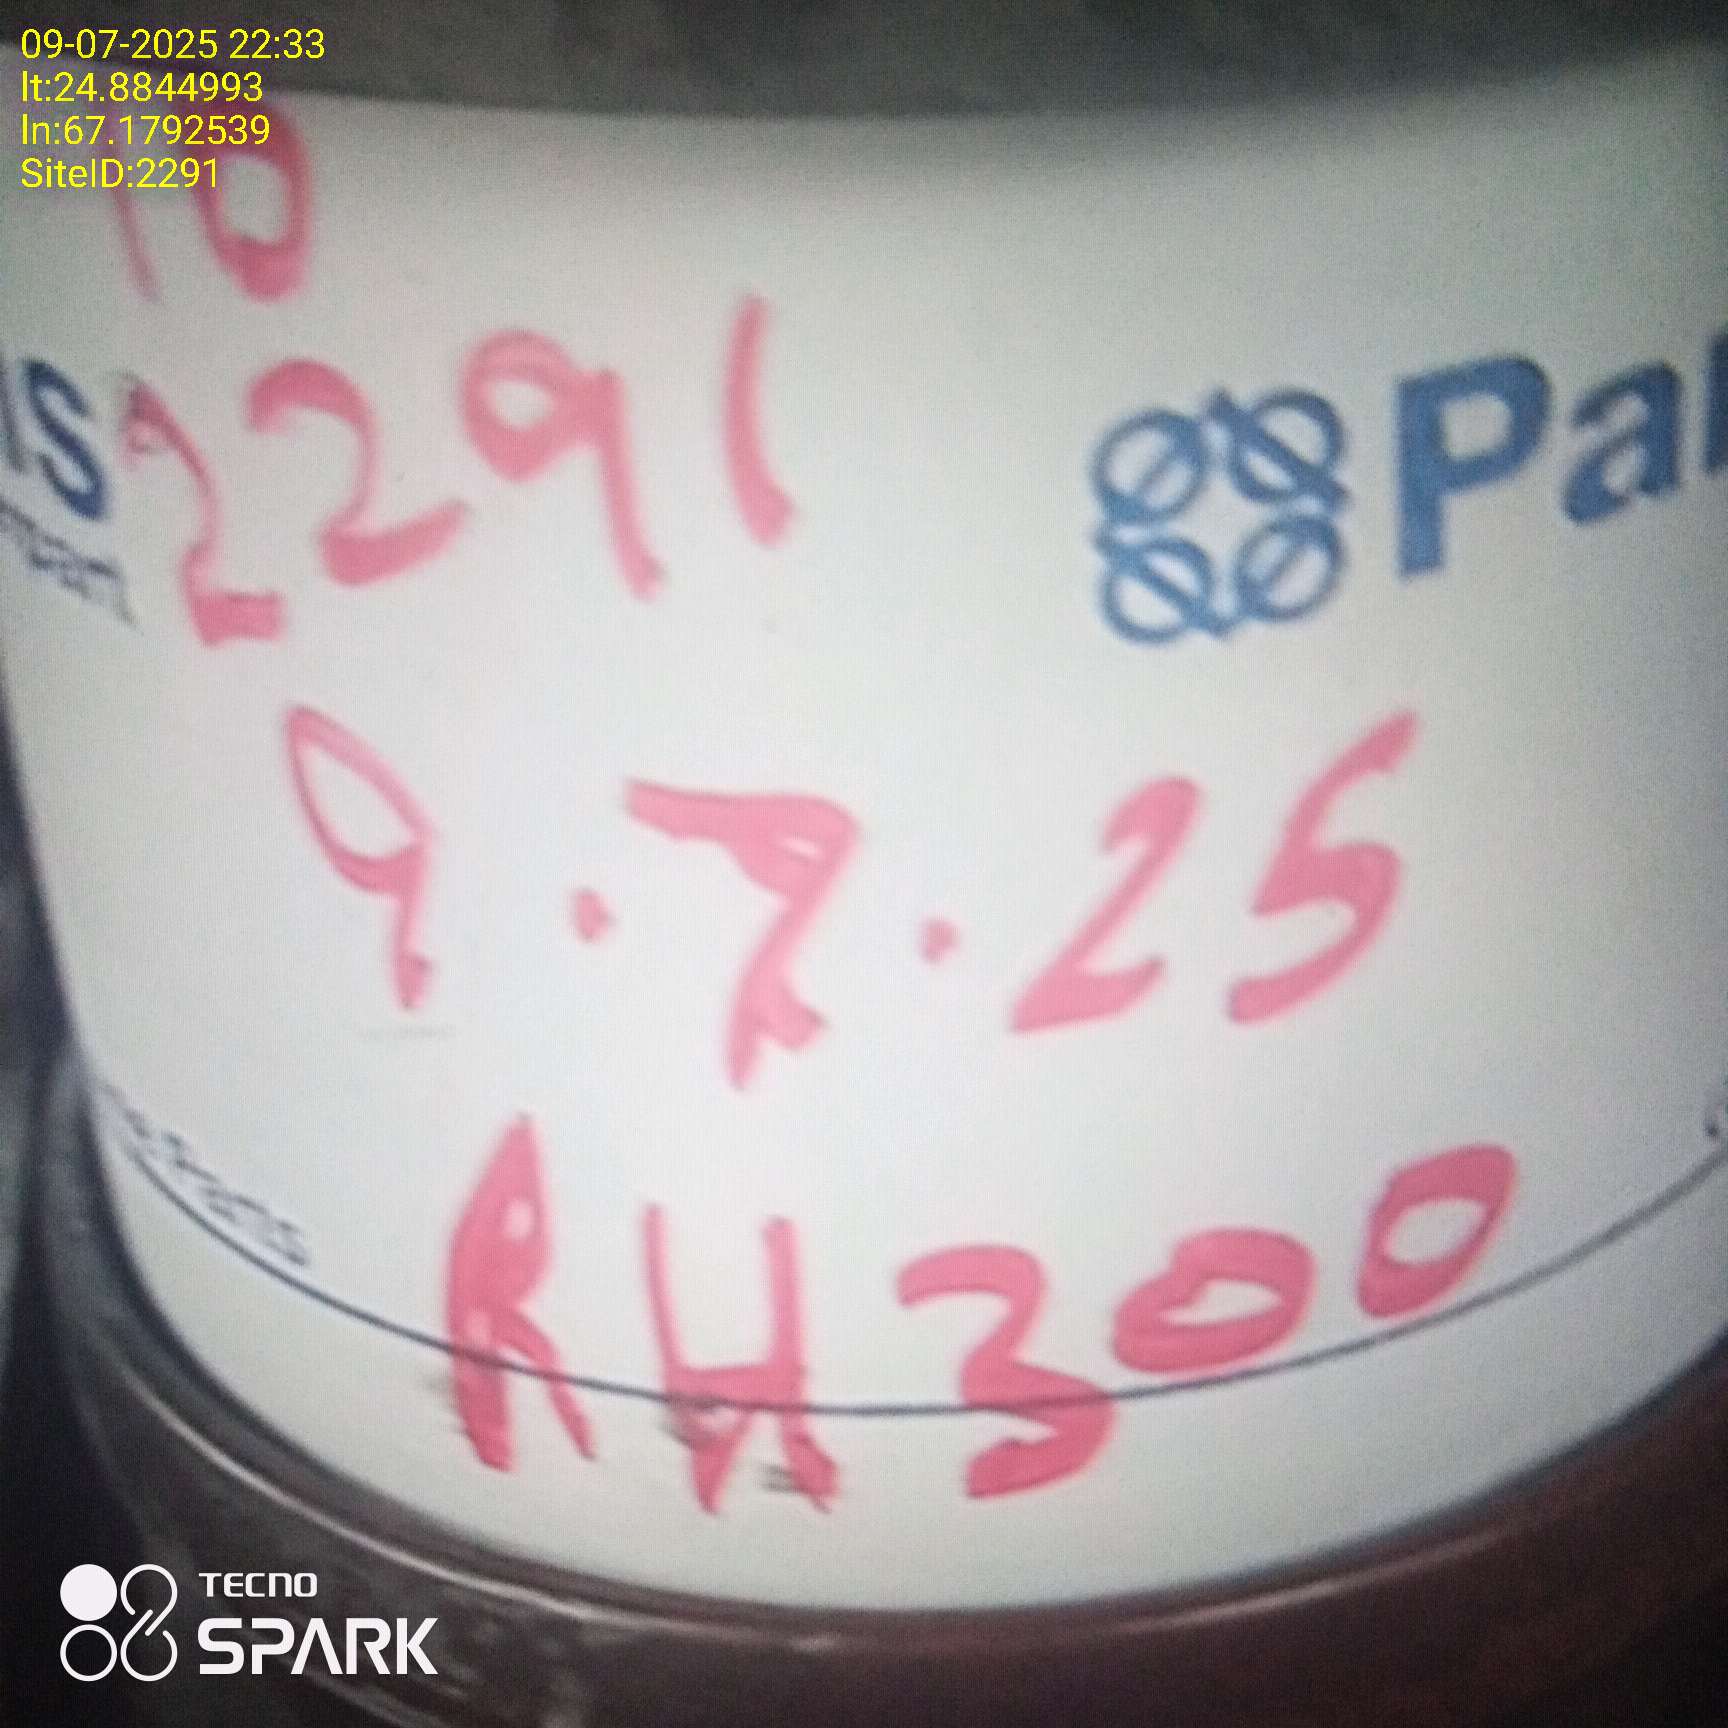 09-07-2025 22:33
lt:24.8844993
ln:67.1792539
SiteID:2291
2291
Pa
9.7.25
RH300
TECNO
SPARK